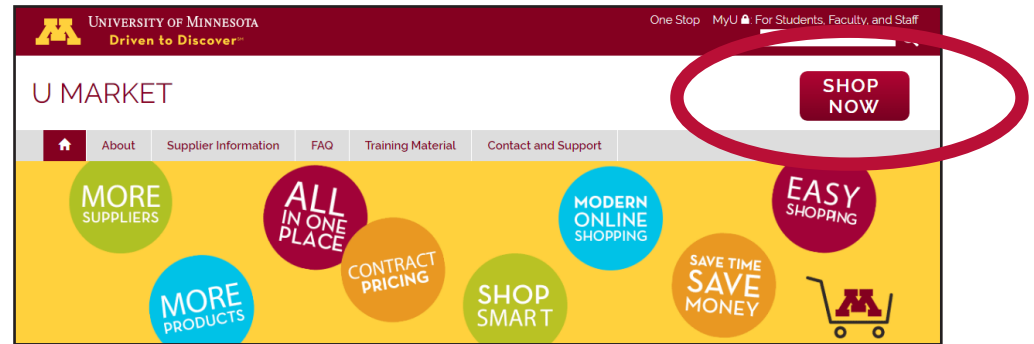 UNIVERSITY OF MINNESOTA
Driven to Discover℠
One Stop MyU : For Students, Faculty, and Staff
U MARKET
SHOP
NOW
About Supplier Information FAQ Training Material Contact and Support
MORE
SUPPLIERS
ALL
IN ONE
PLACE
MODERN
ONLINE
SHOPPING
EASY
SHOPPING
MORE
PRODUCTS
CONTRACT
PRICING
SHOP
SMART
SAVE TIME
SAVE
MONEY